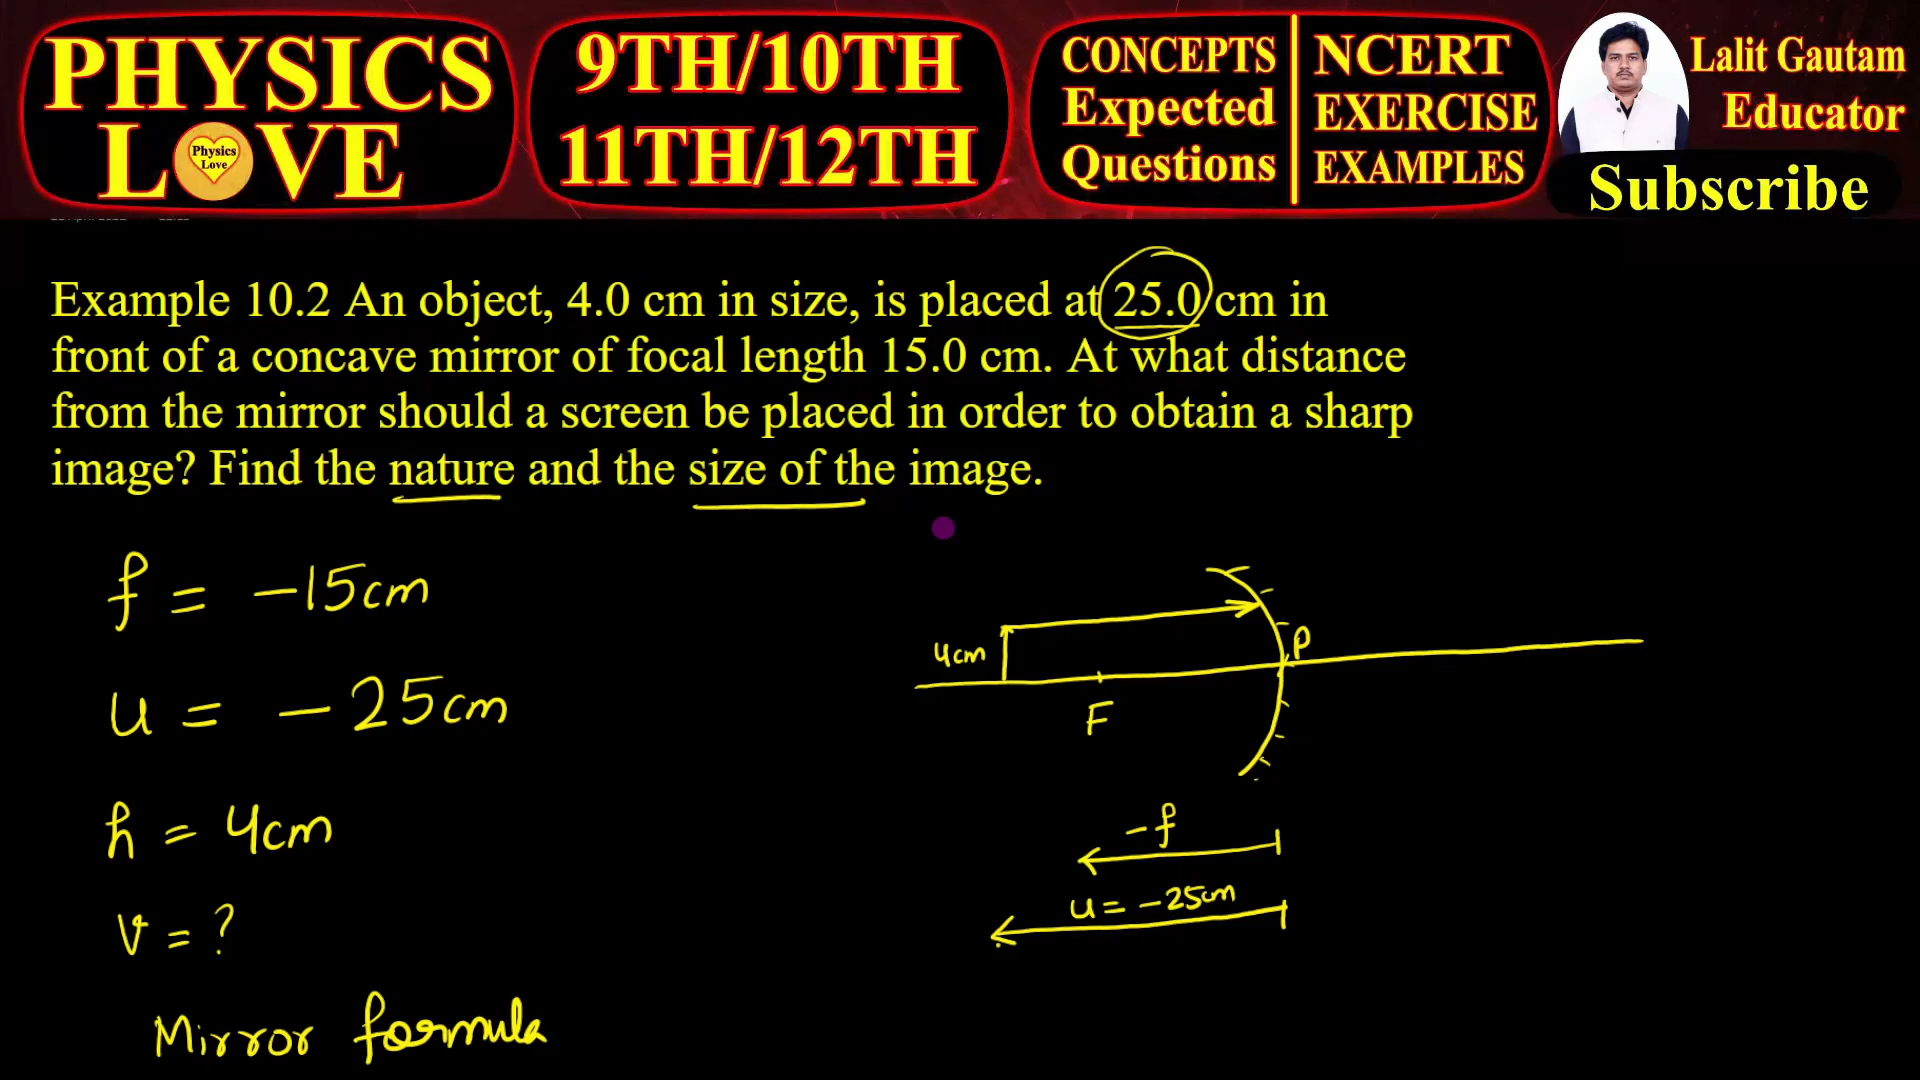 PHYSICS
LOVE
Physics
Love
9TH/10TH
11TH/12TH
CONCEPTS
Expected
Questions
NCERT
EXERCISE
EXAMPLES
Lalit Gautam
Educator
Subscribe
Example 10.2 An object, 4.0 cm in size, is placed at 25.0 cm in
front of a concave mirror of focal length 15.0 cm. At what distance
from the mirror should a screen be placed in order to obtain a sharp
image? Find the nature and the size of the image.
f = -15cm
u = -25cm
h = 4cm
v = ?
Mirror formula
4cm
P
F
-f
u = -25cm